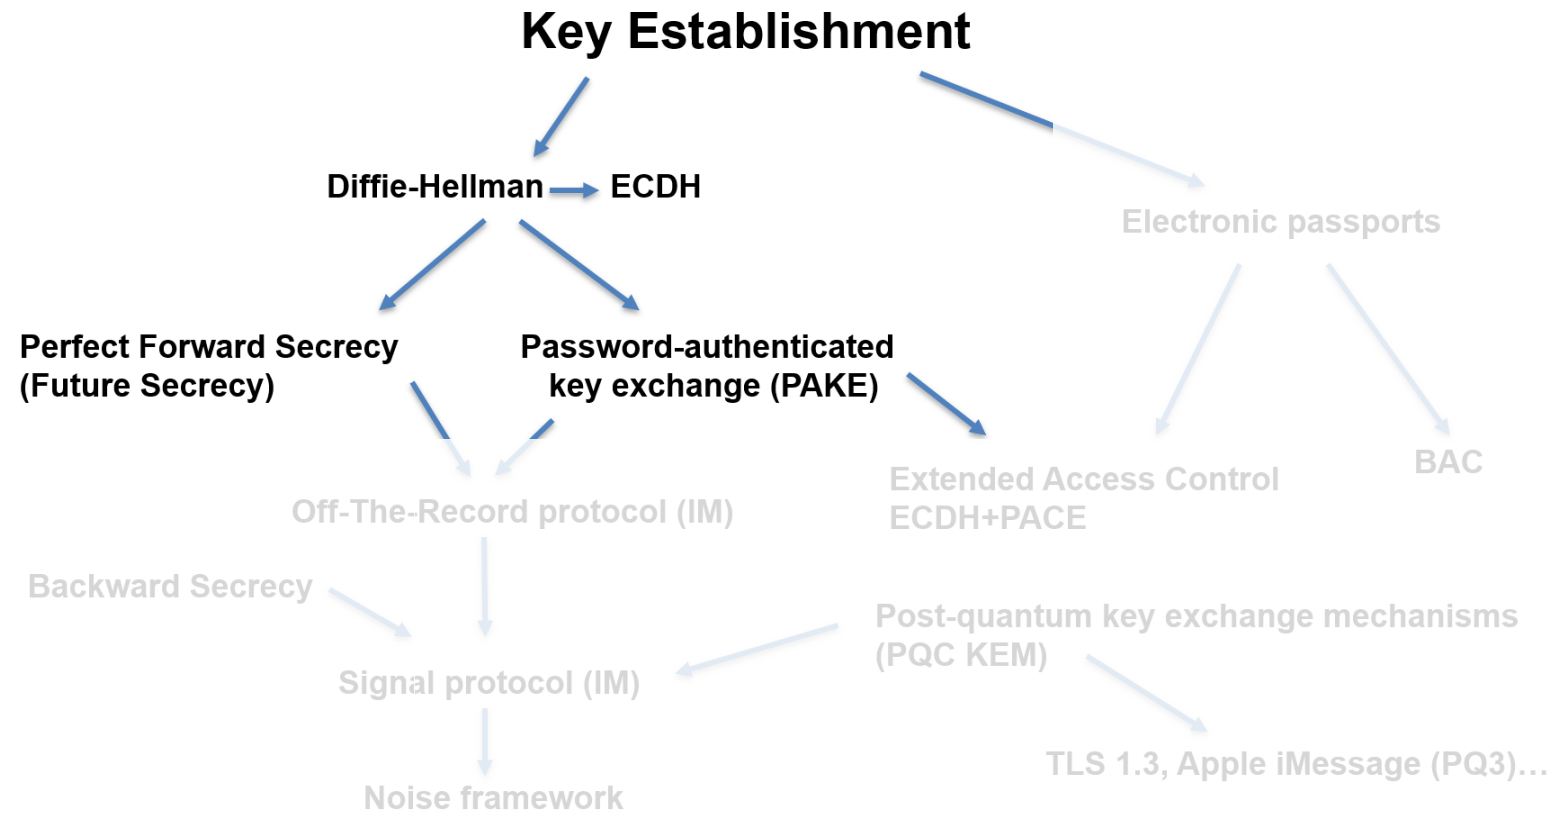 Key Establishment
Diffie-Hellman
ECDH
Electronic passports
Perfect Forward Secrecy
(Future Secrecy)
Password-authenticated
key exchange (PAKE)
BAC
Extended Access Control
ECDH+PACE
Off-The-Record protocol (IM)
Backward Secrecy
Post-quantum key exchange mechanisms
(PQC KEM)
Signal protocol (IM)
TLS 1.3, Apple iMessage (PQ3)...
Noise framework